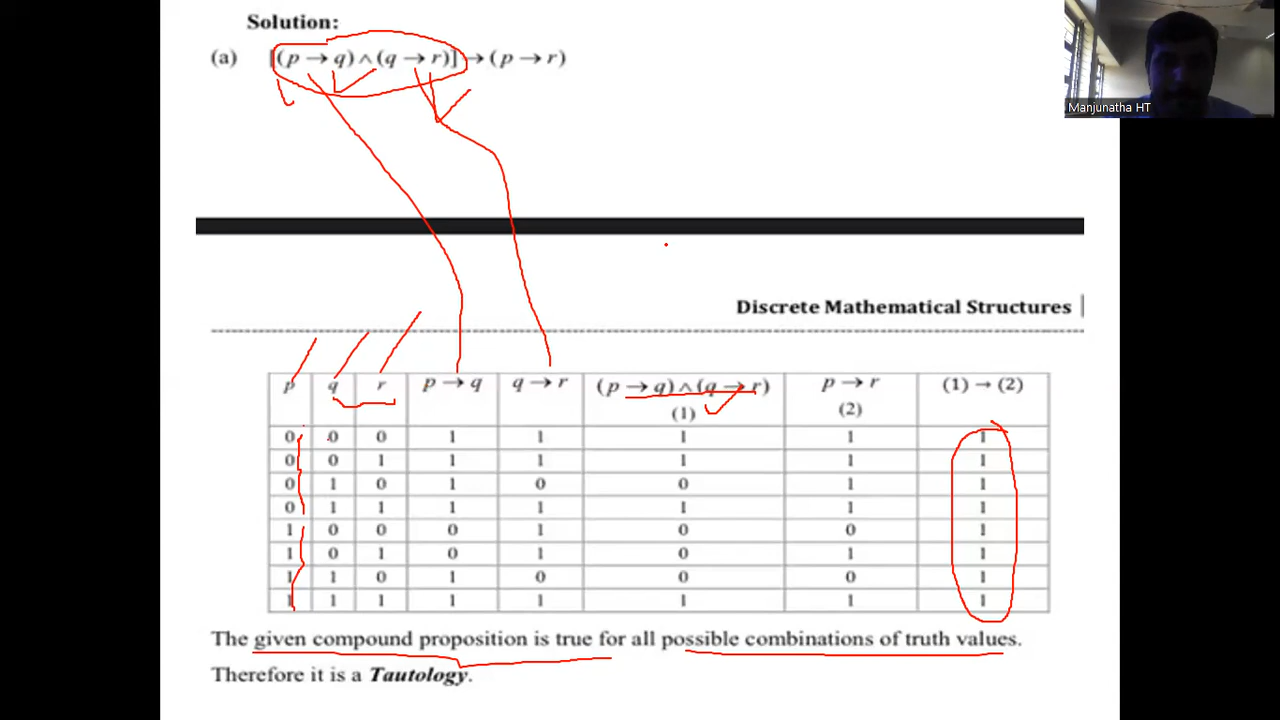 Solution:
(a) [(p → q) ∧ (q → r)] → (p → r)
Manjunatha HT
Discrete Mathematical Structures
p q r p → q q → r (p → q) ∧ (q → r) (1) p → r (2) (1) → (2)
0 0 0 1 1 1 1 1
0 0 1 1 1 1 1 1
0 1 0 1 0 0 1 1
0 1 1 1 1 1 1 1
1 0 0 0 1 0 0 1
1 0 1 0 1 0 1 1
1 1 0 1 0 0 0 1
1 1 1 1 1 1 1 1
The given compound proposition is true for all possible combinations of truth values.
Therefore it is a Tautology.